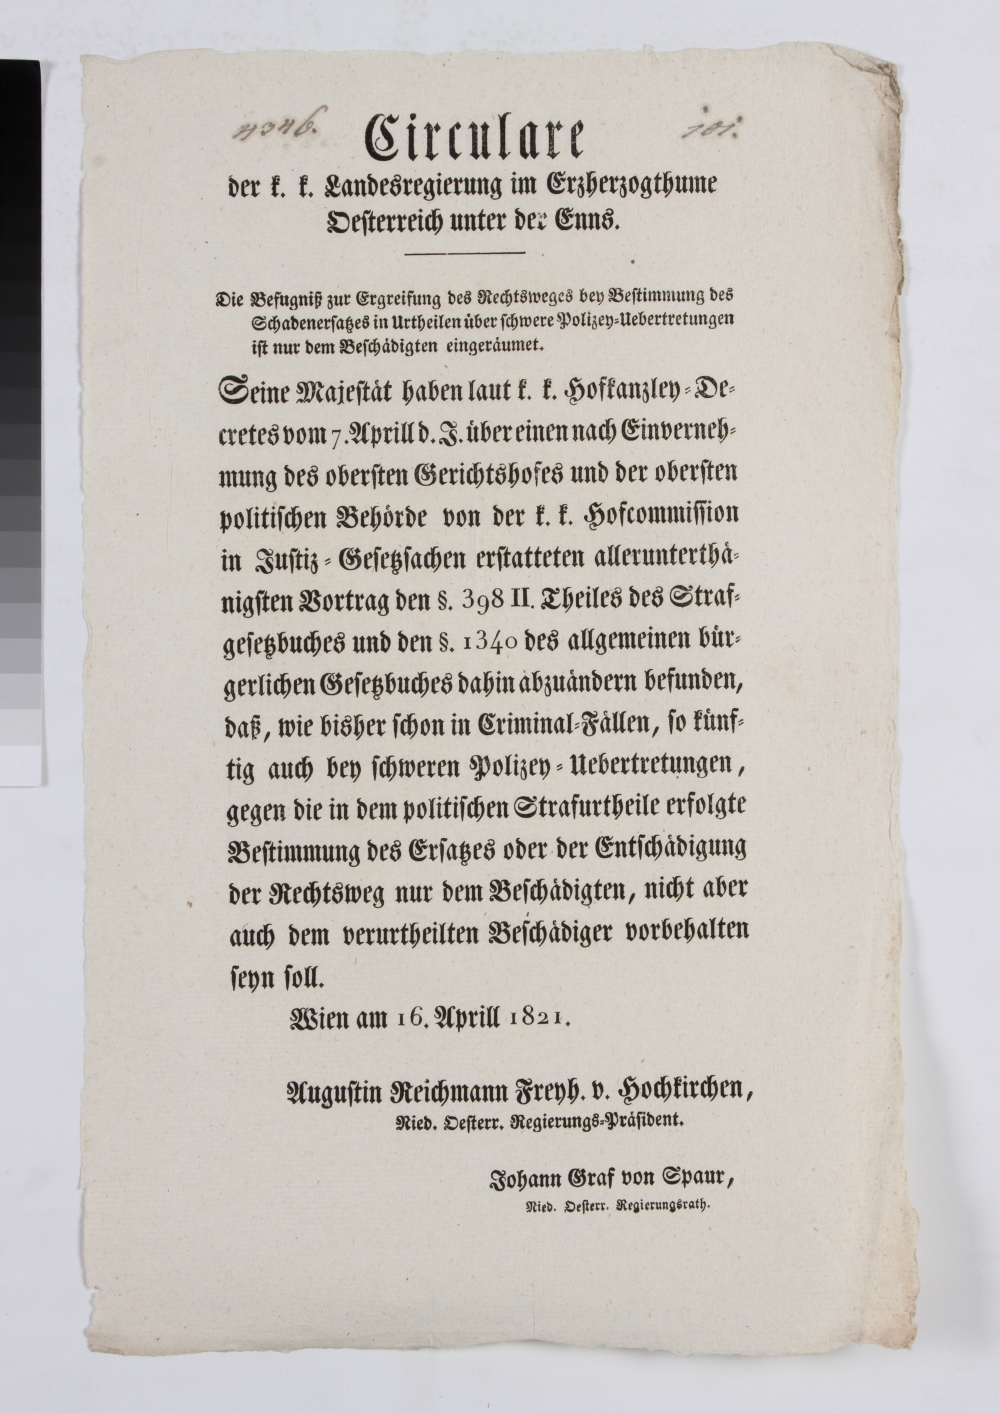 4346.
101.
Circulare
der k. k. Landesregierung im Erzherzogthume
Oesterreich unter der Enns.
Die Befugniß zur Ergreifung des Rechtsweges bey Bestimmung des
Schadenersatzes in Urtheilen über schwere Polizey-Uebertretungen
ist nur dem Beschädigten eingeräumet.
Seine Majestät haben laut k. k. Hofkanzley-De-
cretes vom 7. Aprill d. J. über einen nach Einverneh-
mung des obersten Gerichtshofes und der obersten
politischen Behörde von der k. k. Hofcommission
in Justiz-Gesetzsachen erstatteten allerunterthä-
nigsten Vortrag den §. 398 II. Theiles des Straf-
gesetzbuches und den §. 1340 des allgemeinen bür-
gerlichen Gesetzbuches dahin abzuändern befunden,
daß, wie bisher schon in Criminal-Fällen, so künf-
tig auch bey schweren Polizey-Uebertretungen,
gegen die in dem politischen Strafurtheile erfolgte
Bestimmung des Ersatzes oder der Entschädigung
der Rechtsweg nur dem Beschädigten, nicht aber
auch dem verurtheilten Beschädiger vorbehalten
seyn soll.
Wien am 16. Aprill 1821.
Augustin Reichmann Freyh. v. Hochkirchen,
Nied. Oesterr. Regierungs-Präsident.
Johann Graf von Spaur,
Nied. Oesterr. Regierungsrath.